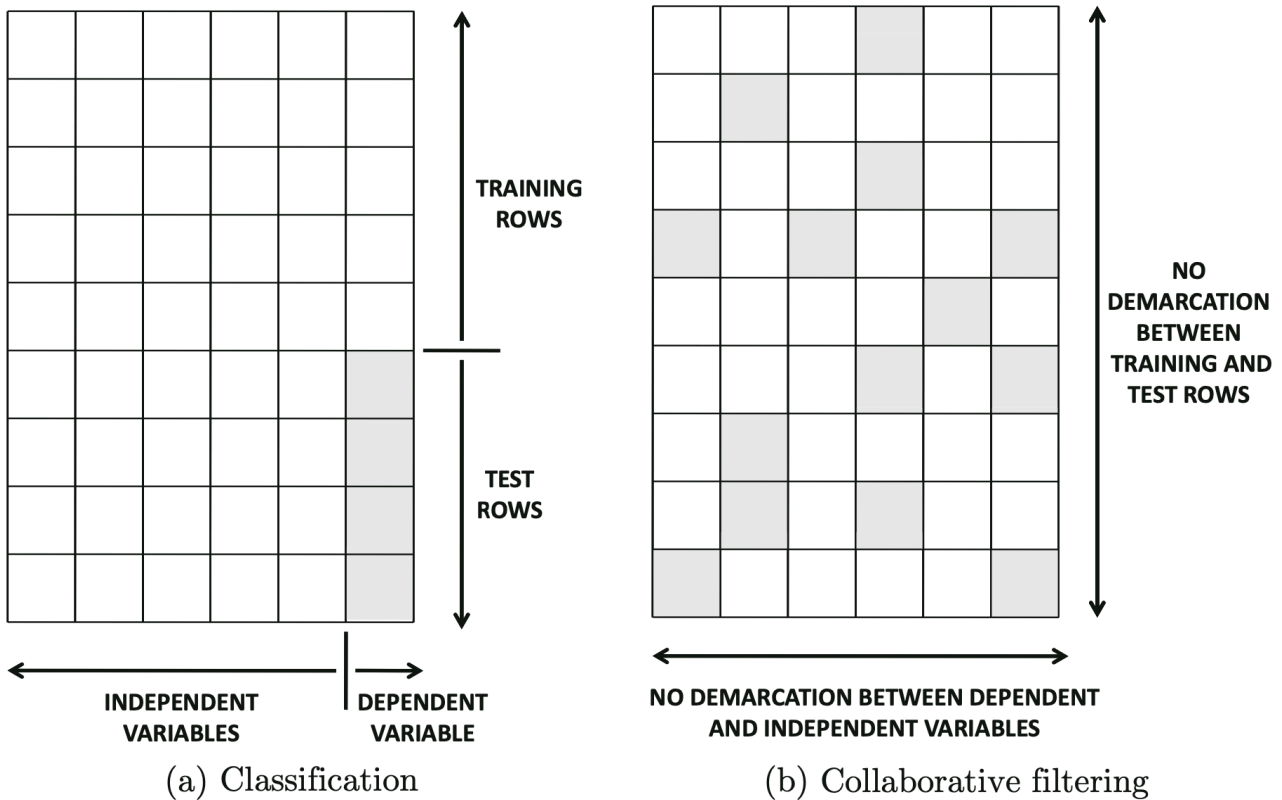 TRAINING
ROWS
TEST
ROWS
INDEPENDENT
VARIABLES
DEPENDENT
VARIABLE
(a) Classification
NO
DEMARCATION
BETWEEN
TRAINING AND
TEST ROWS
NO DEMARCATION BETWEEN DEPENDENT
AND INDEPENDENT VARIABLES
(b) Collaborative filtering